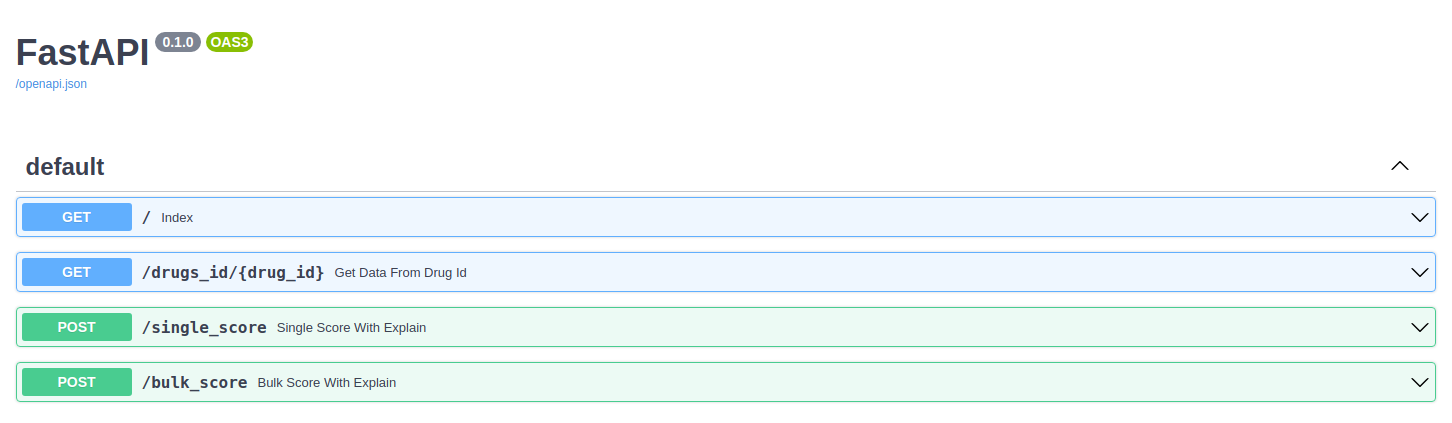 FastAPI 0.1.0 OAS3
/openapi.json
default
GET / Index
GET /drugs_id/{drug_id} Get Data From Drug Id
POST /single_score Single Score With Explain
POST /bulk_score Bulk Score With Explain